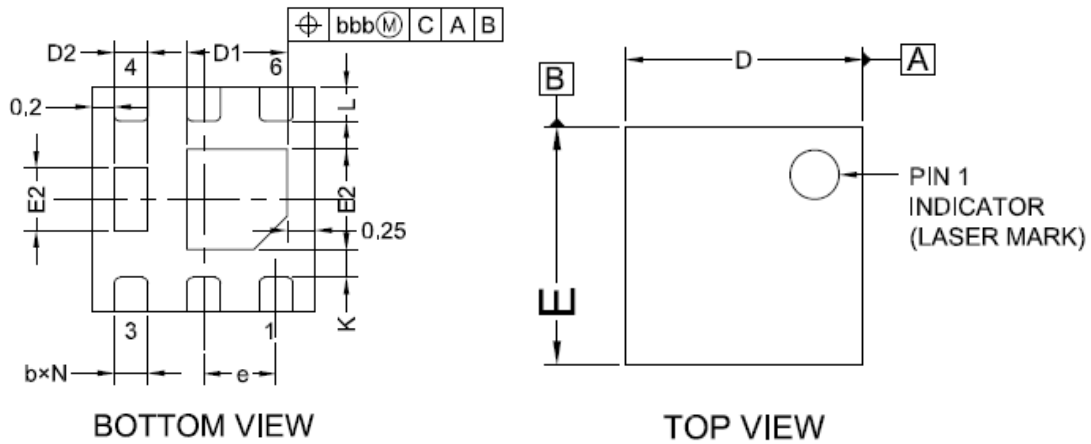 bbbⓂ C A B
D2 D1
4 6
0,2
L
E2
E2
0,25
K
3 1
b×N e
BOTTOM VIEW
D A
B
E
PIN 1
INDICATOR
(LASER MARK)
TOP VIEW